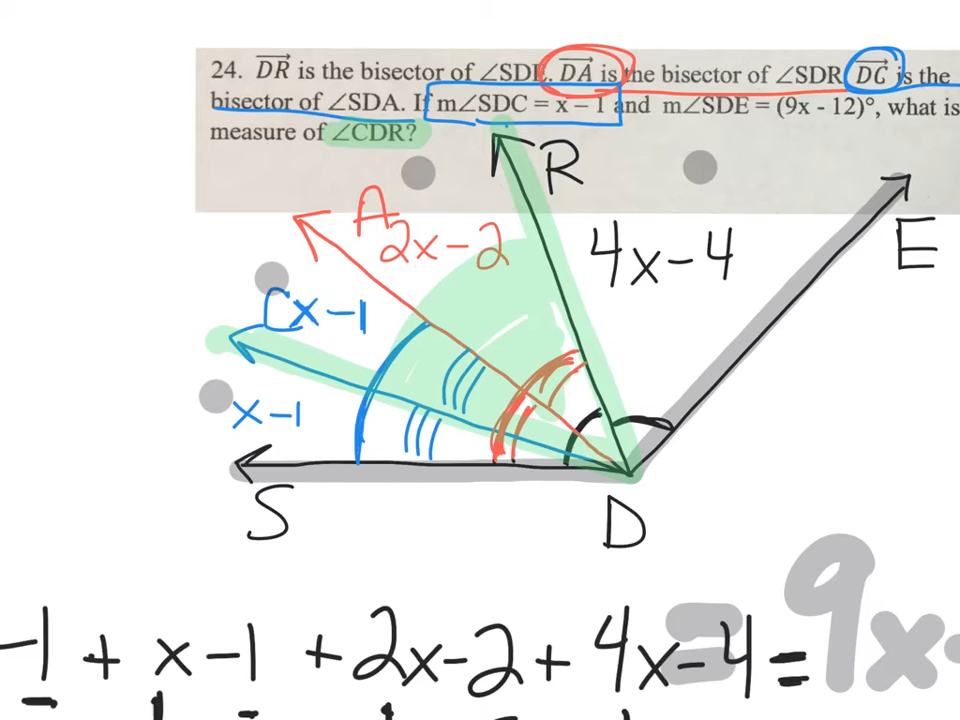 24. DR is the bisector of ∠SDE. DA is the bisector of ∠SDR. DC is the
bisector of ∠SDA. If m∠SDC = x – 1 and m∠SDE = (9x - 12)°, what is
measure of ∠CDR?
R
A
2x-2
4x-4
E
C
x-1
x-1
S
D
-1 + x-1 + 2x-2 + 4x-4 = 9x-